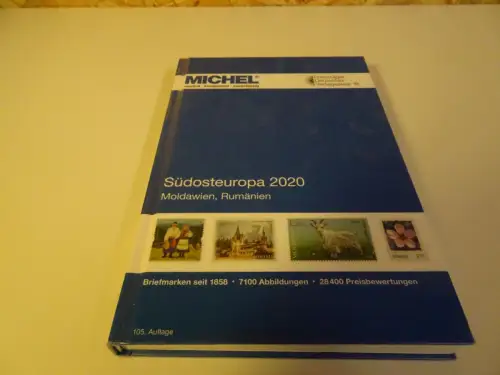 MICHEL®
Südosteuropa 2020
Moldawien, Rumänien
Briefmarken seit 1858 · 7100 Abbildungen · 28 400 Preisbewertungen
105. Auflage